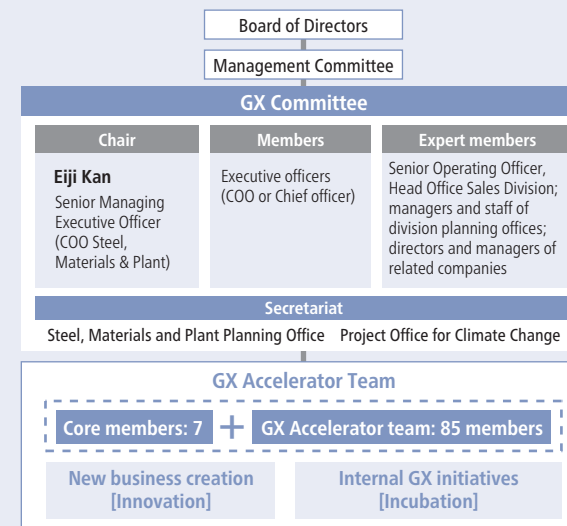 Board of Directors
Management Committee
GX Committee
Chair
Eiji Kan
Senior Managing
Executive Officer
(COO Steel,
Materials & Plant)
Members
Executive officers
(COO or Chief officer)
Expert members
Senior Operating Officer,
Head Office Sales Division;
managers and staff of
division planning offices;
directors and managers of
related companies
Secretariat
Steel, Materials and Plant Planning Office Project Office for Climate Change
GX Accelerator Team
Core members: 7 + GX Accelerator team: 85 members
New business creation
[Innovation]
Internal GX initiatives
[Incubation]